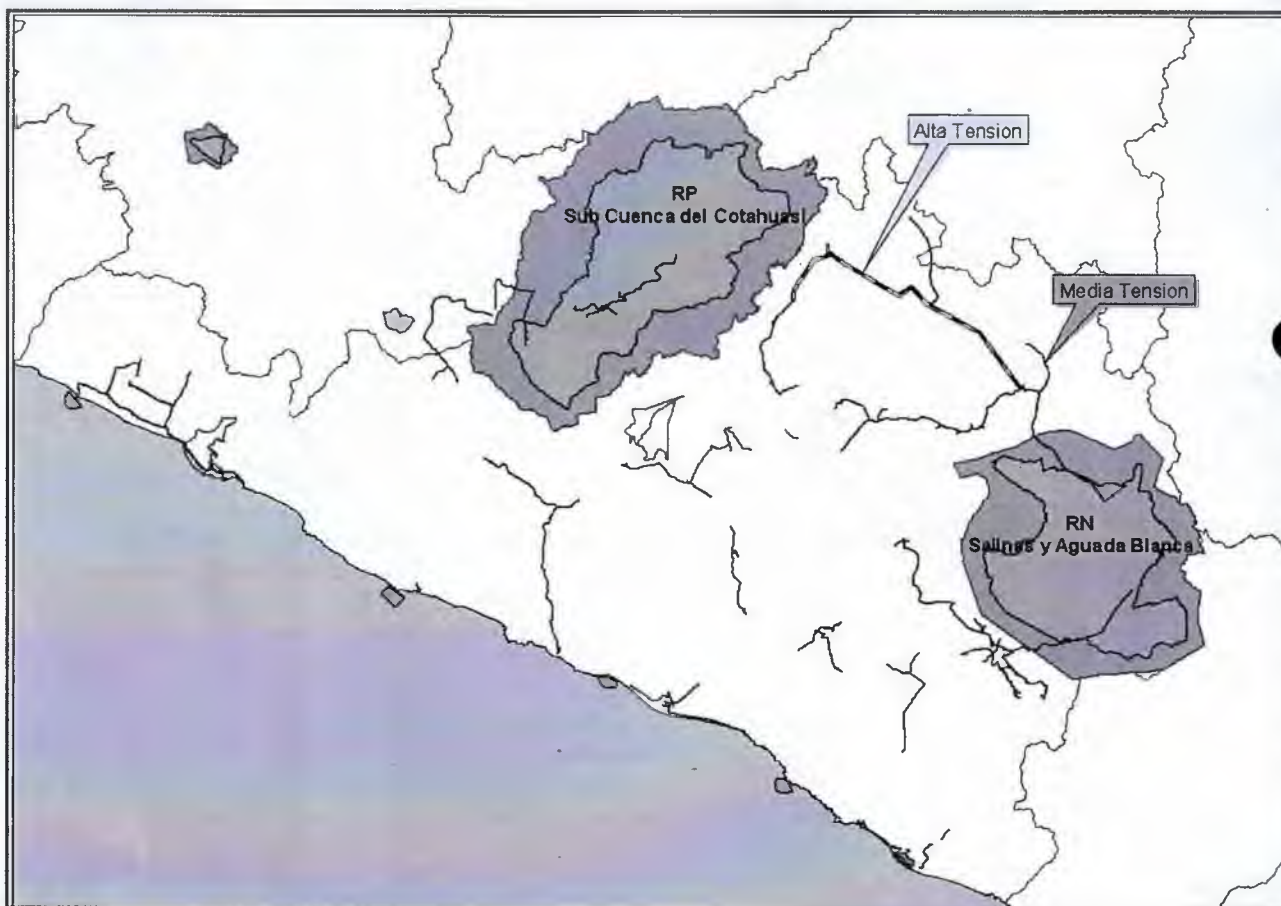 Alta Tension
RP
Sub Cuenca del Cotahuasi
Media Tension
RN
Salinas y Aguada Blanca